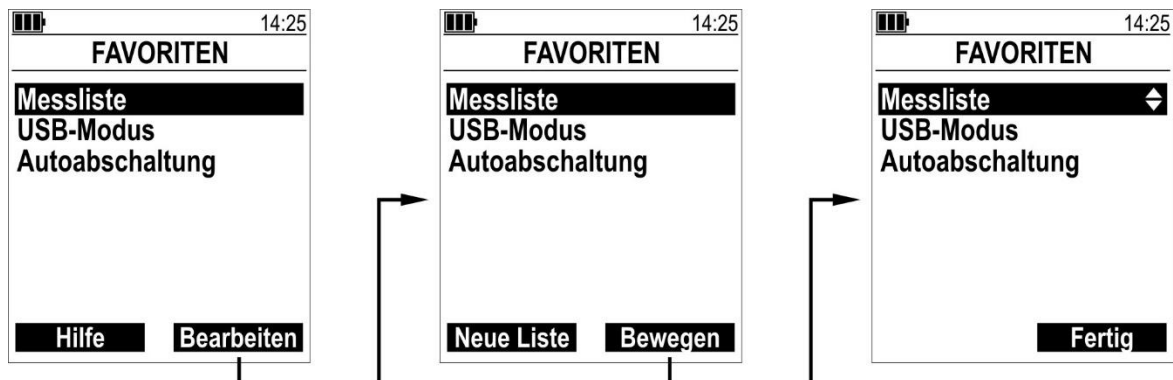 14:25
FAVORITEN
Messliste
USB-Modus
Autoabschaltung
Hilfe Bearbeiten
14:25
FAVORITEN
Messliste
USB-Modus
Autoabschaltung
Neue Liste Bewegen
14:25
FAVORITEN
Messliste
USB-Modus
Autoabschaltung
Fertig